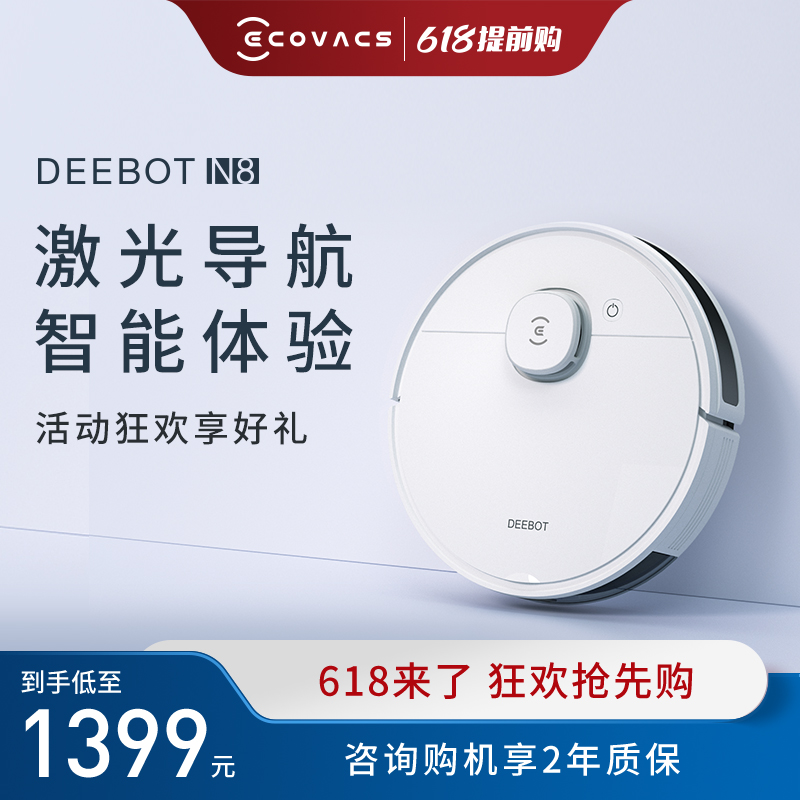 ECOVACS 618提前购
DEEBOT N8
激光导航
智能体验
活动狂欢享好礼
DEEBOT
618来了 狂欢抢先购
到手低至
1399元
咨询购机享2年质保